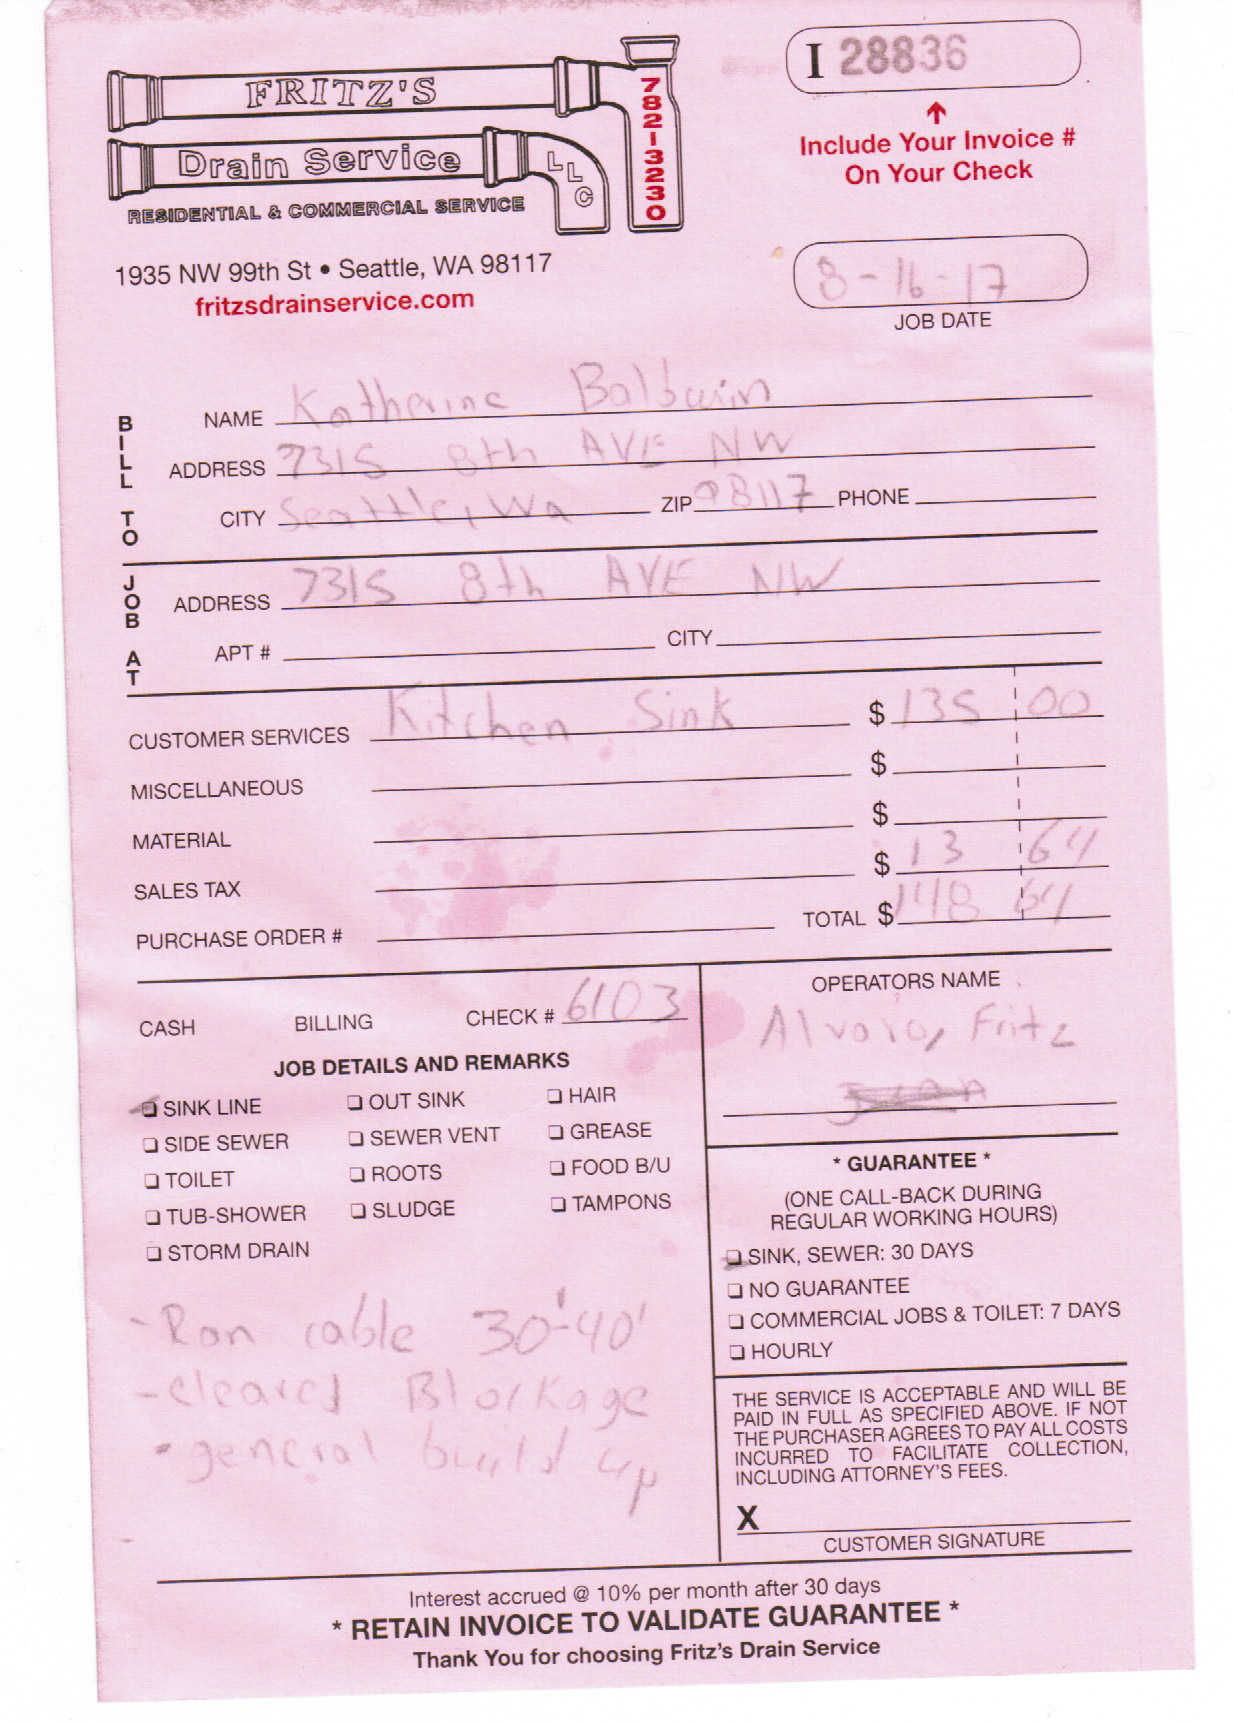 FRITZ'S
Drain Service LLC
78213230
RESIDENTIAL & COMMERCIAL SERVICE
1935 NW 99th St • Seattle, WA 98117
fritzsdrainservice.com
I 28836
Include Your Invoice #
On Your Check
8-16-17
JOB DATE
BILL TO
NAME Katherine Baldwin
ADDRESS 7315 8th AVE NW
CITY Seattle, Wa ZIP 98117 PHONE
JOB AT
ADDRESS 7315 8th AVE NW
APT # CITY
CUSTOMER SERVICES Kitchen Sink $ 135 00
MISCELLANEOUS $
MATERIAL $
SALES TAX $ 13 64
PURCHASE ORDER # TOTAL $ 148 64
CASH BILLING CHECK # 6103
JOB DETAILS AND REMARKS
SINK LINE OUT SINK HAIR
SIDE SEWER SEWER VENT GREASE
TOILET ROOTS FOOD B/U
TUB-SHOWER SLUDGE TAMPONS
STORM DRAIN
-Ran cable 30'-40'
-cleared Blockage
-general build up
OPERATORS NAME
Alvaro, Fritz
* GUARANTEE *
(ONE CALL-BACK DURING
REGULAR WORKING HOURS)
SINK, SEWER: 30 DAYS
NO GUARANTEE
COMMERCIAL JOBS & TOILET: 7 DAYS
HOURLY
THE SERVICE IS ACCEPTABLE AND WILL BE
PAID IN FULL AS SPECIFIED ABOVE. IF NOT
THE PURCHASER AGREES TO PAY ALL COSTS
INCURRED TO FACILITATE COLLECTION,
INCLUDING ATTORNEY'S FEES.
X
CUSTOMER SIGNATURE
Interest accrued @ 10% per month after 30 days
* RETAIN INVOICE TO VALIDATE GUARANTEE *
Thank You for choosing Fritz's Drain Service